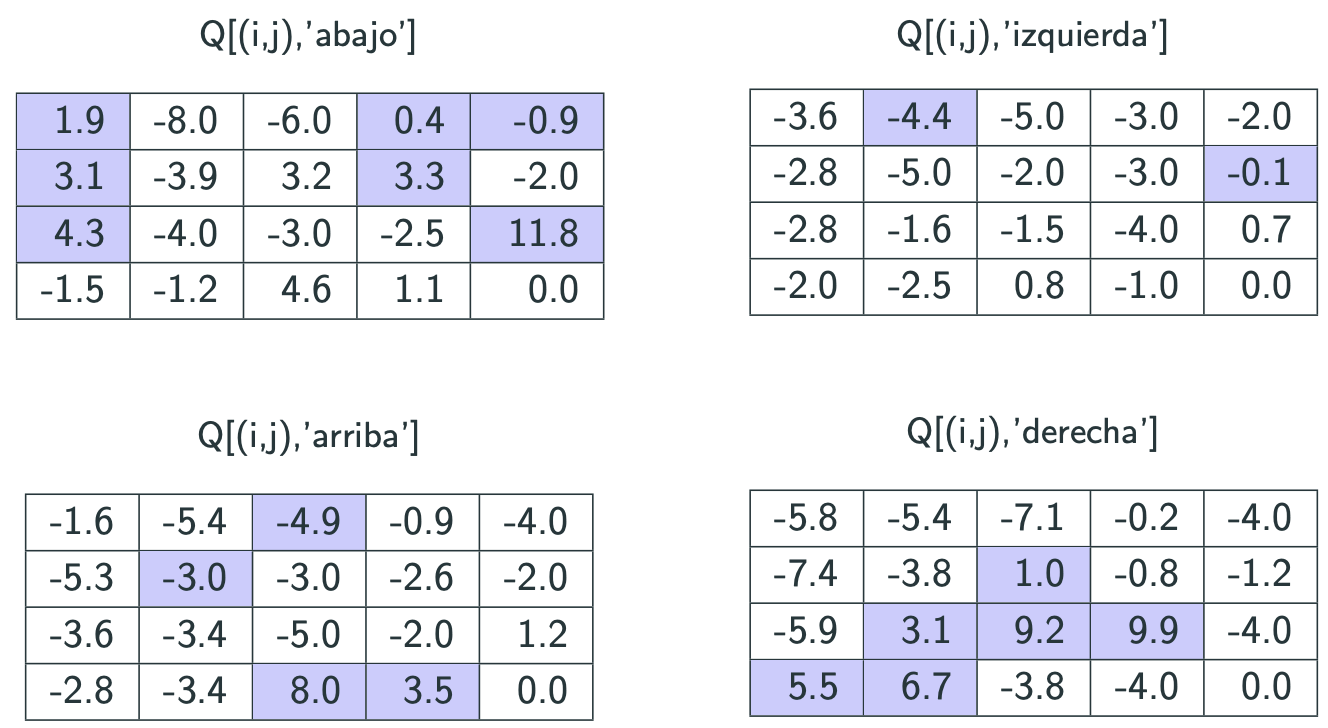 Q[(i,j),'abajo']
1.9 -8.0 -6.0 0.4 -0.9
3.1 -3.9 3.2 3.3 -2.0
4.3 -4.0 -3.0 -2.5 11.8
-1.5 -1.2 4.6 1.1 0.0
Q[(i,j),'izquierda']
-3.6 -4.4 -5.0 -3.0 -2.0
-2.8 -5.0 -2.0 -3.0 -0.1
-2.8 -1.6 -1.5 -4.0 0.7
-2.0 -2.5 0.8 -1.0 0.0
Q[(i,j),'arriba']
-1.6 -5.4 -4.9 -0.9 -4.0
-5.3 -3.0 -3.0 -2.6 -2.0
-3.6 -3.4 -5.0 -2.0 1.2
-2.8 -3.4 8.0 3.5 0.0
Q[(i,j),'derecha']
-5.8 -5.4 -7.1 -0.2 -4.0
-7.4 -3.8 1.0 -0.8 -1.2
-5.9 3.1 9.2 9.9 -4.0
5.5 6.7 -3.8 -4.0 0.0